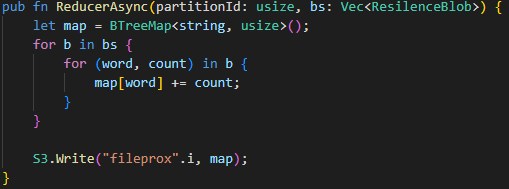 pub fn ReducerAsync(partitionId: usize, bs: Vec<ResilenceBlob>) {
    let map = BTreeMap<string, usize>();
    for b in bs {
        for (word, count) in b {
            map[word] += count;
        }
    }

    S3.Write("fileprox".i, map);
}